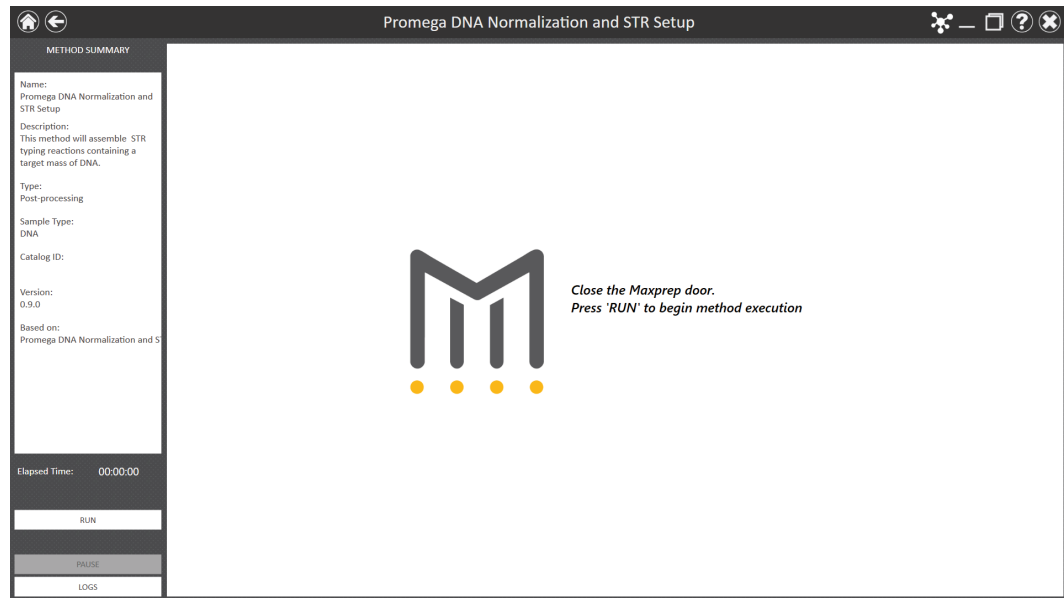 Promega DNA Normalization and STR Setup
METHOD SUMMARY
Name:
Promega DNA Normalization and
STR Setup
Description:
This method will assemble STR
typing reactions containing a
target mass of DNA.
Type:
Post-processing
Sample Type:
DNA
Catalog ID:
Version:
0.9.0
Based on:
Promega DNA Normalization and S
Elapsed Time: 00:00:00
RUN
PAUSE
LOGS
Close the Maxprep door.
Press 'RUN' to begin method execution